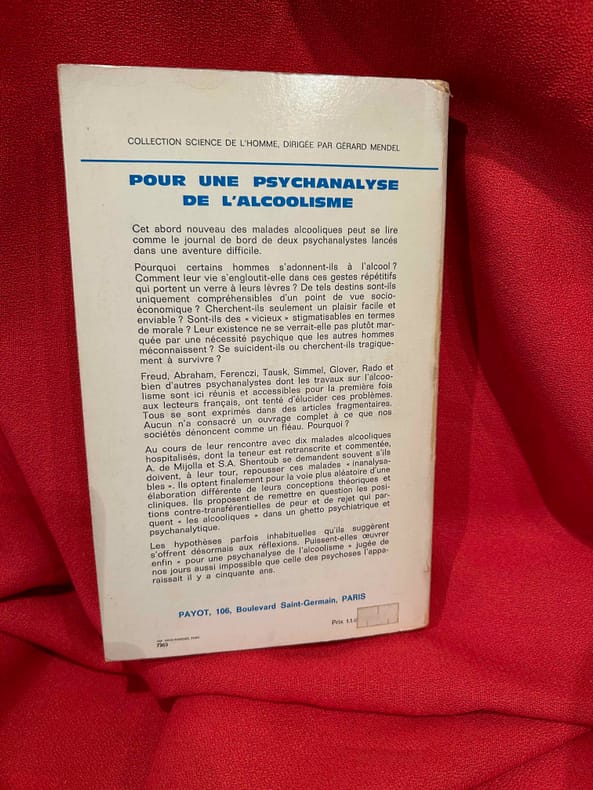 COLLECTION SCIENCE DE L'HOMME, DIRIGÉE PAR GÉRARD MENDEL
POUR UNE PSYCHANALYSE
DE L'ALCOOLISME
Cet abord nouveau des malades alcooliques peut se lire
comme le journal de bord de deux psychanalystes lancés
dans une aventure difficile.
Pourquoi certains hommes s'adonnent-ils à l'alcool ?
Comment leur vie s'engloutit-elle dans ces gestes répétitifs
qui portent un verre à leurs lèvres ? De tels destins sont-ils
uniquement compréhensibles d'un point de vue socio-
économique ? Cherchent-ils seulement un plaisir facile et
enviable ? Sont-ils des « vicieux » stigmatisables en termes
de morale ? Leur existence ne se verrait-elle pas plutôt mar-
quée par une nécessité psychique que les autres hommes
méconnaissent ? Se suicident-ils ou cherchent-ils tragique-
ment à survivre ?
Freud, Abraham, Ferenczi, Tausk, Simmel, Glover, Rado et
bien d'autres psychanalystes dont les travaux sur l'alcoo-
lisme sont ici réunis et accessibles pour la première fois
aux lecteurs français, ont tenté d'élucider ces problèmes.
Tous se sont exprimés dans des articles fragmentaires.
Aucun n'a consacré un ouvrage complet à ce que nos
sociétés dénoncent comme un fléau. Pourquoi ?
Au cours de leur rencontre avec dix malades alcooliques
hospitalisés, dont la teneur est retranscrite et commentée,
A. de Mijolla et S.A. Shentoub se demandent souvent s'ils
doivent, à leur tour, repousser ces malades « inanalysa-
bles ». Ils optent finalement pour la voie plus aléatoire d'une
élaboration différente de leurs conceptions théoriques et
cliniques. Ils proposent de remettre en question les posi-
tions contre-transférentielles de peur et de rejet qui par-
quent « les alcooliques » dans un ghetto psychiatrique et
psychanalytique.
Les hypothèses parfois inhabituelles qu'ils suggèrent
s'offrent désormais aux réflexions. Puissent-elles œuvrer
enfin « pour une psychanalyse de l'alcoolisme » jugée de
nos jours aussi impossible que celle des psychoses l'appa-
raissait il y a cinquante ans.
PAYOT, 106, Boulevard Saint-Germain, PARIS
Prix t.t.c
7363